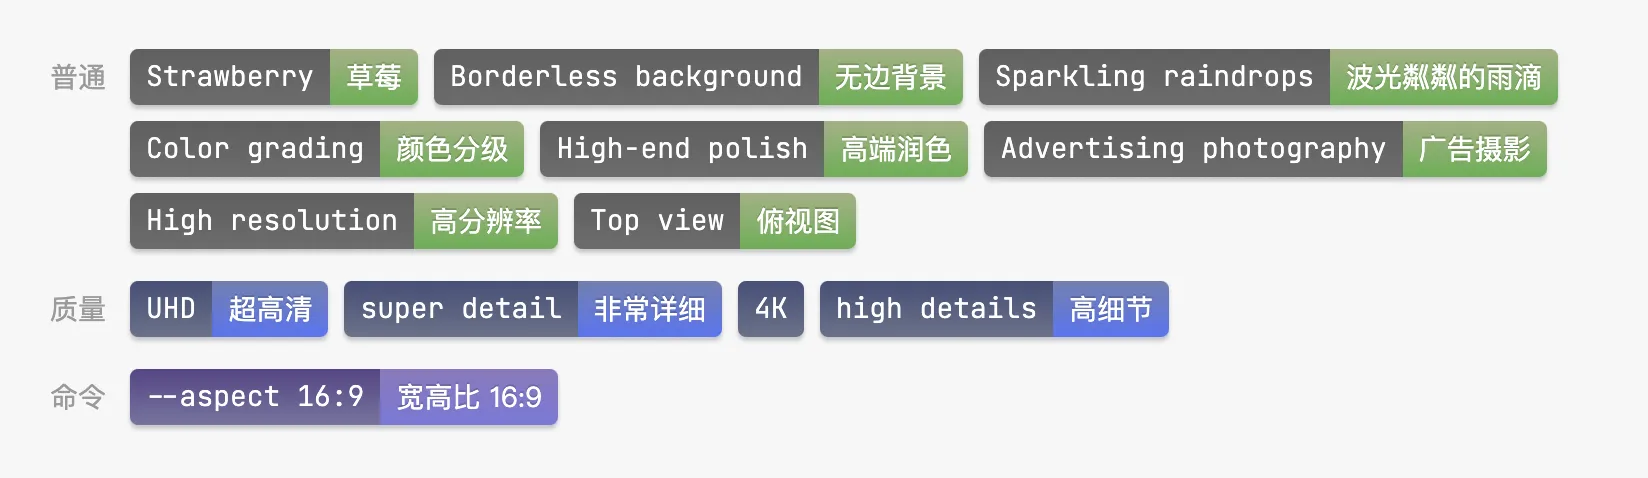 普通 Strawberry 草莓 Borderless background 无边背景 Sparkling raindrops 波光粼粼的雨滴
Color grading 颜色分级 High-end polish 高端润色 Advertising photography 广告摄影
High resolution 高分辨率 Top view 俯视图
质量 UHD 超高清 super detail 非常详细 4K high details 高细节
命令 --aspect 16:9 宽高比 16:9